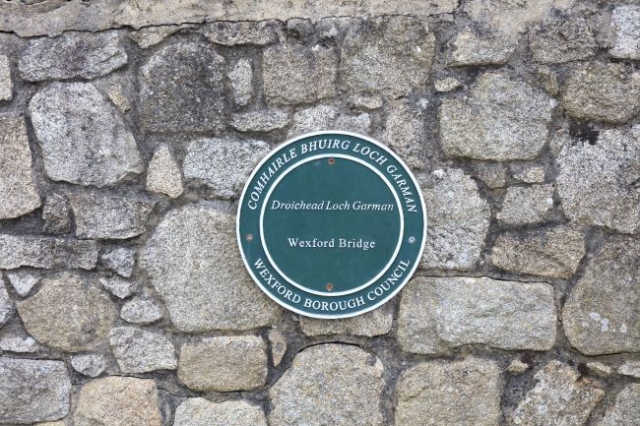 COMHAIRLE BHUIRG LOCH GARMAN
Droichead Loch Garman
Wexford Bridge
WEXFORD BOROUGH COUNCIL